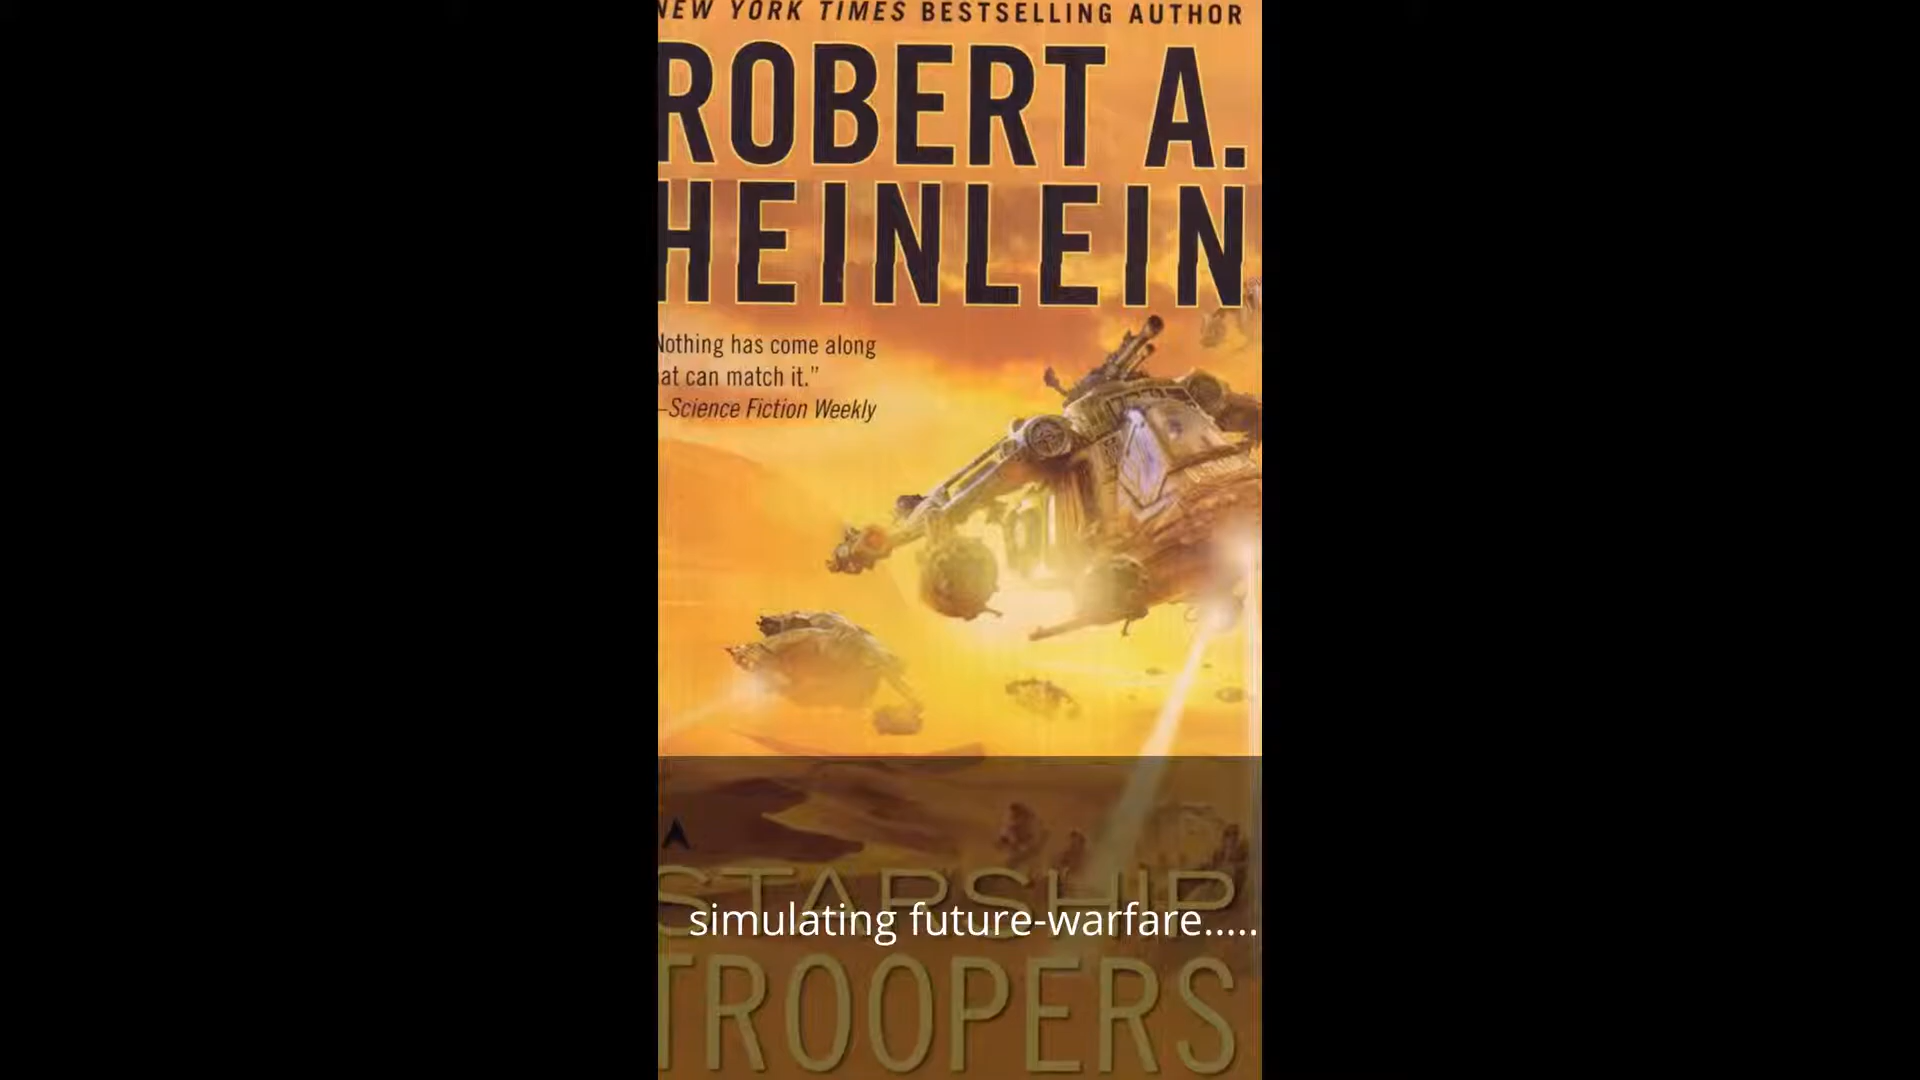 NEW YORK TIMES BESTSELLING AUTHOR
ROBERT A.
HEINLEIN
Nothing has come along
at can match it.”
–Science Fiction Weekly
STARSHIP
simulating future-warfare.....
TROOPERS